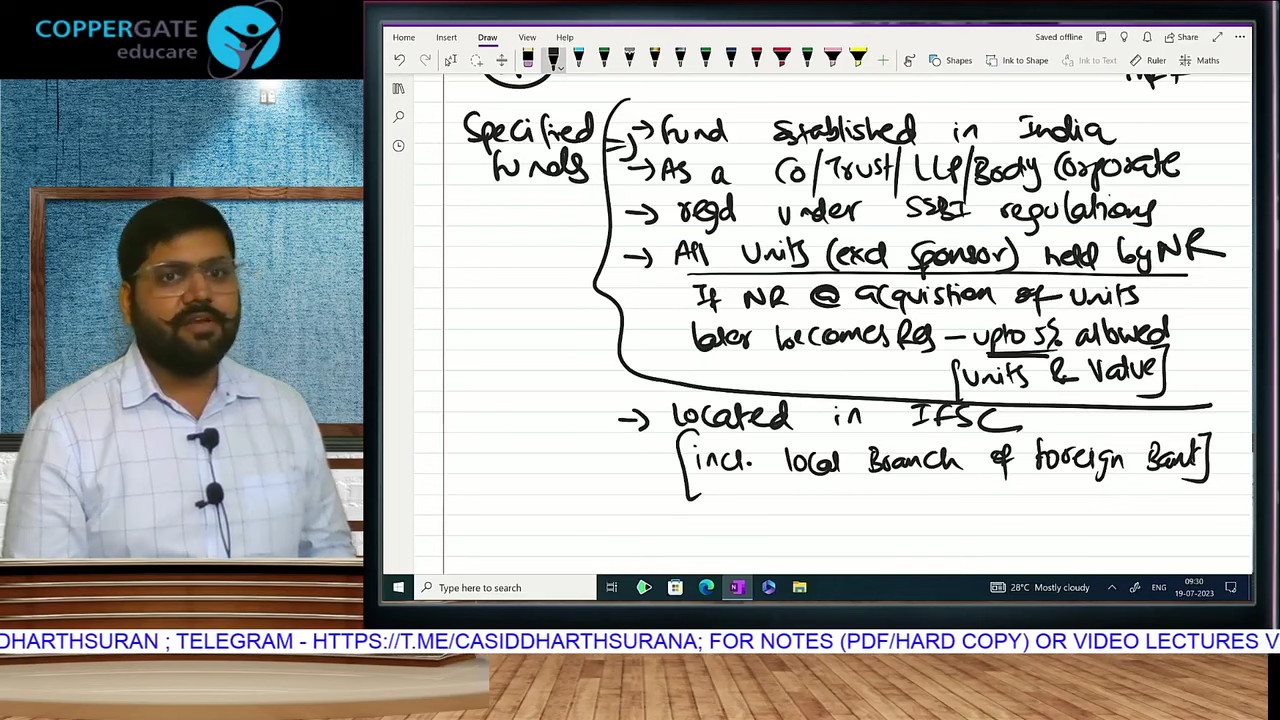 COPPERGATE
educare
Home Insert Draw View Help
Saved offline
Share
Shapes
Ink to Shape
Ink to Text
Ruler
Maths
Specified funds
→ Fund established in India
→ As a Co/Trust/LLP/Body Corporate
→ regd under SEBI regulations
→ All Units (excl sponsor) held by NR
If NR @ acquistion of units
later becomes Res – upto 5% allowed
[Units & Value]
→ Located in IFSC
[incl. local Branch of foreign Bank]
Type here to search
28°C Mostly cloudy
ENG
09:30
19-07-2023
DHARTHSURAN ; TELEGRAM - HTTPS://T.ME/CASIDDHARTHSURANA; FOR NOTES (PDF/HARD COPY) OR VIDEO LECTURES V